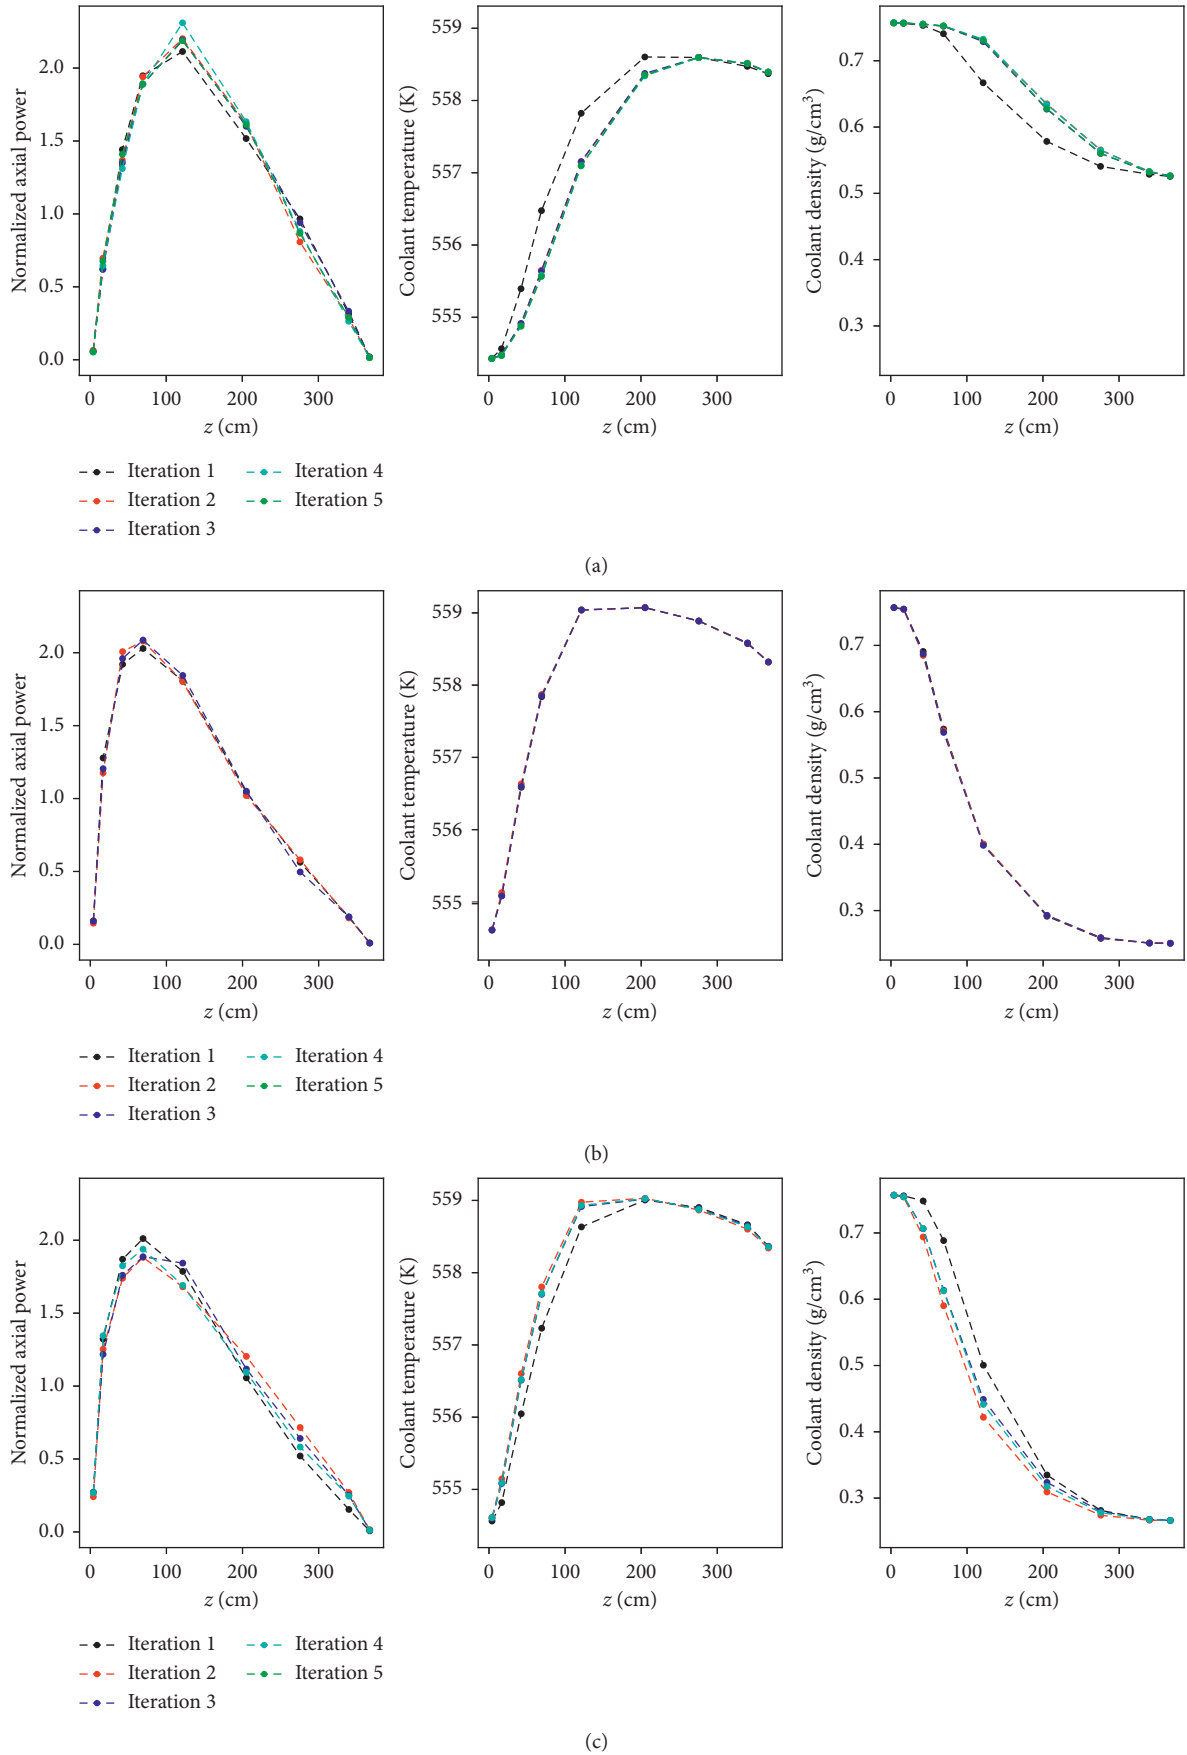 Normalized axial power
2.0
1.5
1.0
0.5
0.0
0 100 200 300
z (cm)
Coolant temperature (K)
559
558
557
556
555
0 100 200 300
z (cm)
Coolant density (g/cm3)
0.7
0.6
0.5
0.4
0.3
0 100 200 300
z (cm)
Iteration 1
Iteration 2
Iteration 3
Iteration 4
Iteration 5
(a)
Normalized axial power
2.0
1.5
1.0
0.5
0.0
0 100 200 300
z (cm)
Coolant temperature (K)
559
558
557
556
555
0 100 200 300
z (cm)
Coolant density (g/cm3)
0.7
0.6
0.5
0.4
0.3
0 100 200 300
z (cm)
Iteration 1
Iteration 2
Iteration 3
Iteration 4
Iteration 5
(b)
Normalized axial power
2.0
1.5
1.0
0.5
0.0
0 100 200 300
z (cm)
Coolant temperature (K)
559
558
557
556
555
0 100 200 300
z (cm)
Coolant density (g/cm3)
0.7
0.6
0.5
0.4
0.3
0 100 200 300
z (cm)
Iteration 1
Iteration 2
Iteration 3
Iteration 4
Iteration 5
(c)